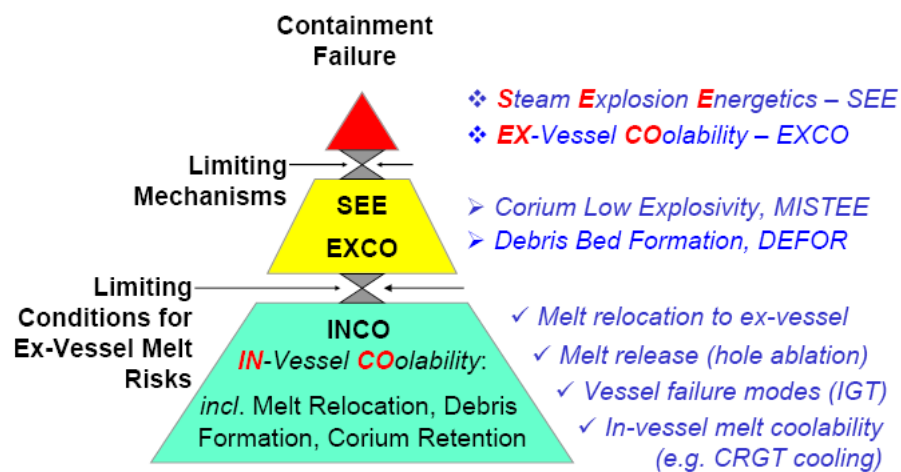 Containment
Failure
❖ Steam Explosion Energetics – SEE
❖ EX-Vessel COolability – EXCO
Limiting
Mechanisms
SEE
EXCO
➢ Corium Low Explosivity, MISTEE
➢ Debris Bed Formation, DEFOR
Limiting
Conditions for
Ex-Vessel Melt
Risks
INCO
IN-Vessel COolability:
incl. Melt Relocation, Debris
Formation, Corium Retention
✓ Melt relocation to ex-vessel
✓ Melt release (hole ablation)
✓ Vessel failure modes (IGT)
✓ In-vessel melt coolability
(e.g. CRGT cooling)